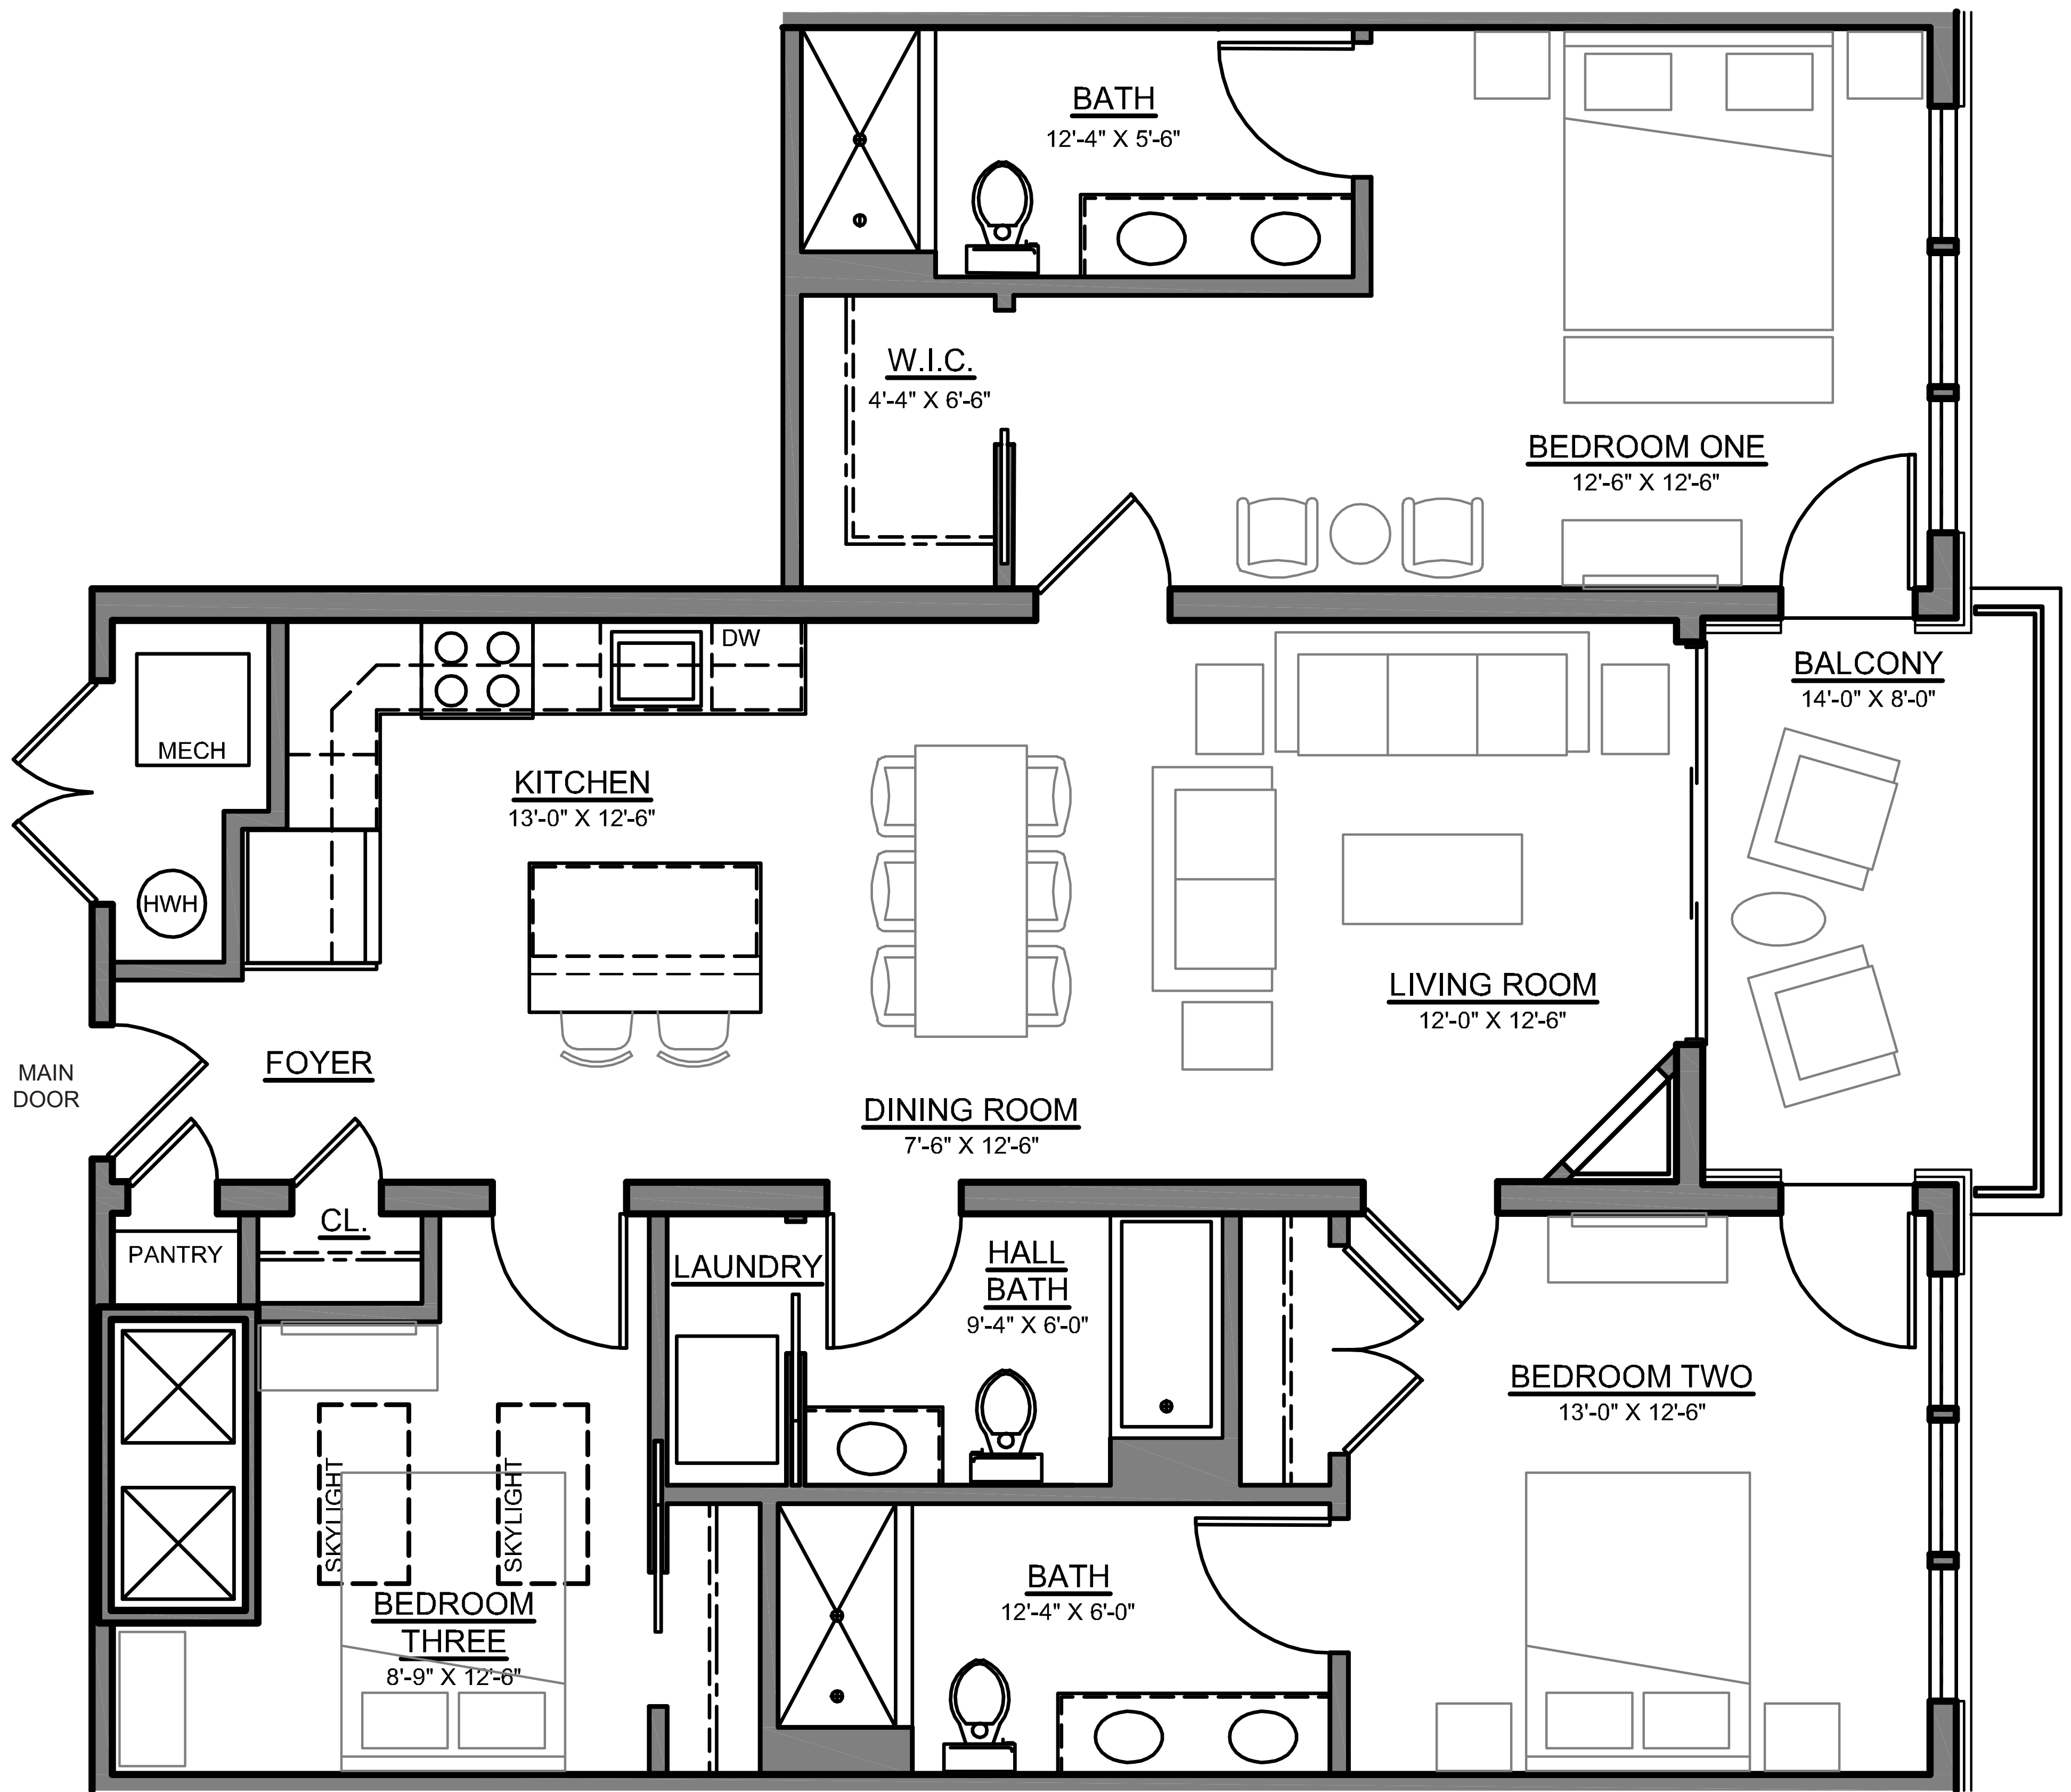 BATH
12'-4" X 5'-6"
W.I.C.
4'-4" X 6'-6"
BEDROOM ONE
12'-6" X 12'-6"
DW
MECH
HWH
KITCHEN
13'-0" X 12'-6"
BALCONY
14'-0" X 8'-0"
LIVING ROOM
12'-0" X 12'-6"
MAIN
DOOR
FOYER
DINING ROOM
7'-6" X 12'-6"
PANTRY
CL.
LAUNDRY
HALL
BATH
9'-4" X 6'-0"
BEDROOM TWO
13'-0" X 12'-6"
SKYLIGHT
SKYLIGHT
BEDROOM
THREE
8'-9" X 12'-6"
BATH
12'-4" X 6'-0"